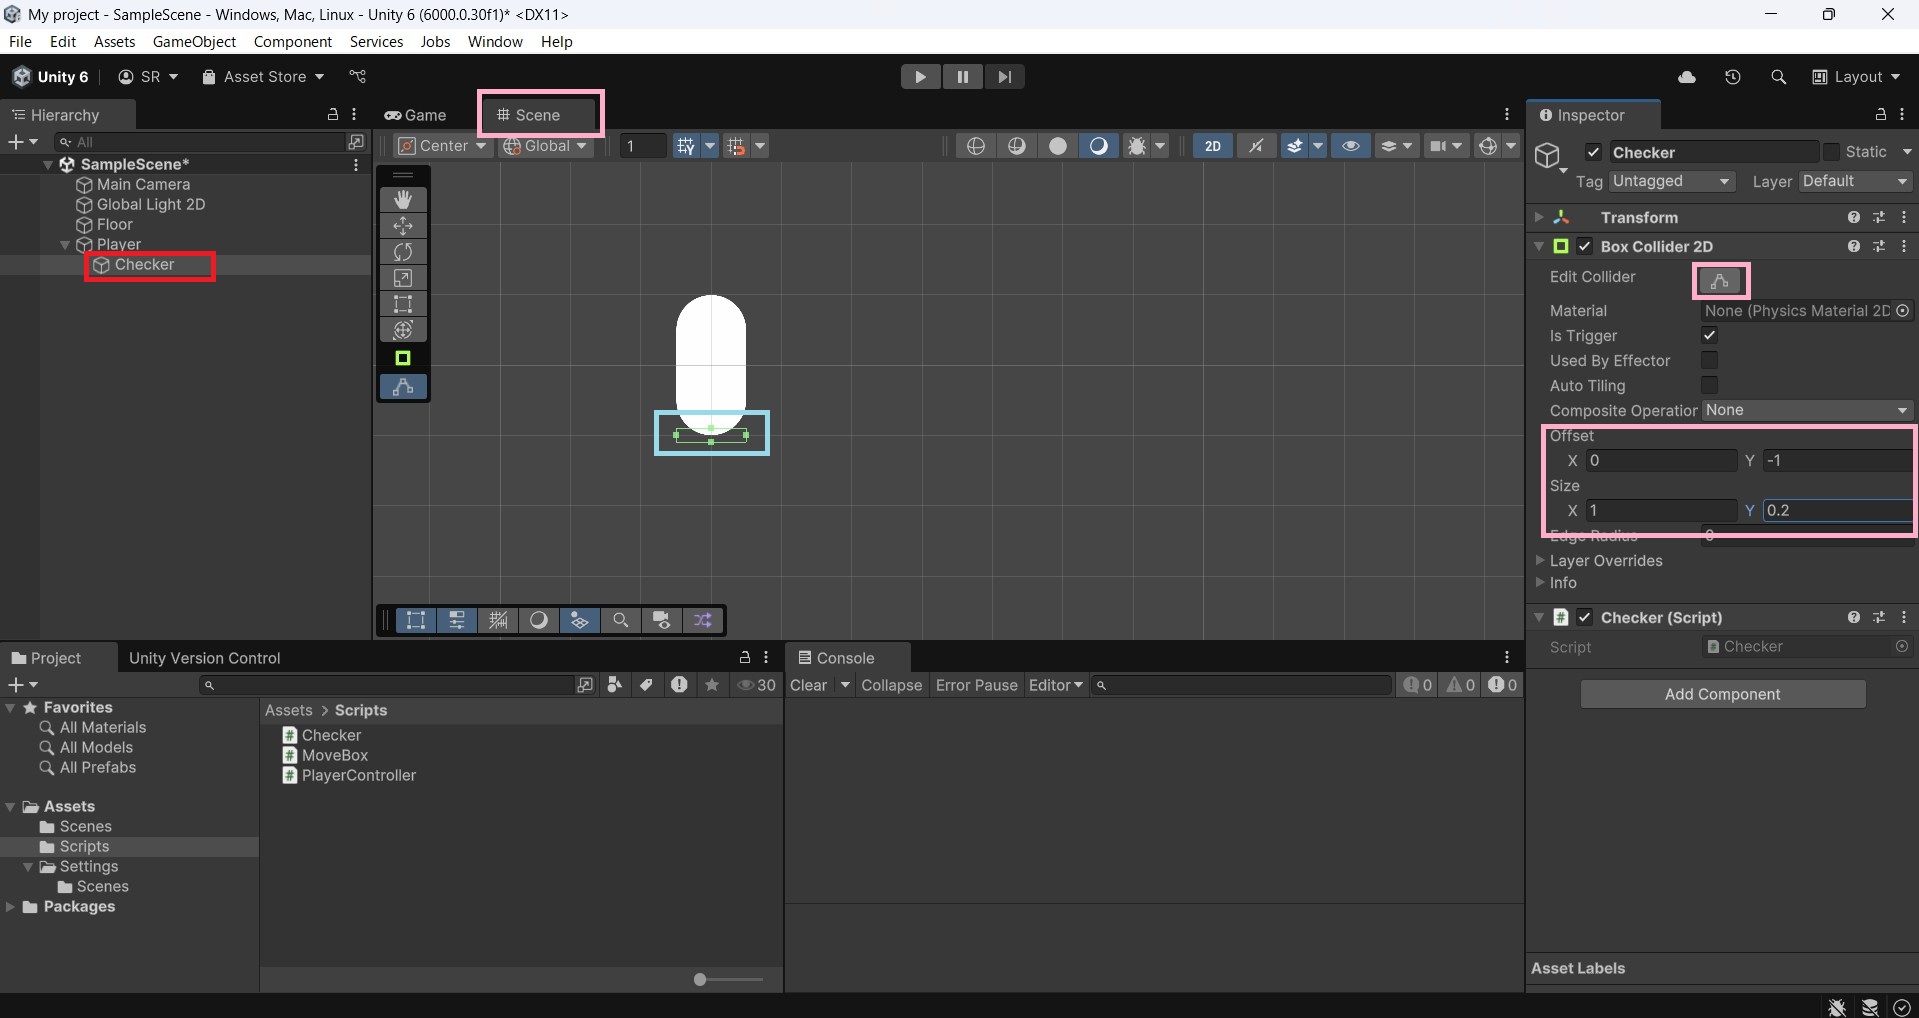 My project - SampleScene - Windows, Mac, Linux - Unity 6 (6000.0.30f1)* <DX11>
File Edit Assets GameObject Component Services Jobs Window Help
Unity 6 SR Asset Store Layout
Hierarchy
All
SampleScene*
Main Camera
Global Light 2D
Floor
Player
Checker
Game Scene
Center Global 1 2D
Inspector
Checker Static
Tag Untagged Layer Default
Transform
Box Collider 2D
Edit Collider
Material None (Physics Material 2D
Is Trigger
Used By Effector
Auto Tiling
Composite Operation None
Offset
X 0 Y -1
Size
X 1 Y 0.2
Edge Radius 0
Layer Overrides
Info
Checker (Script)
Script Checker
Add Component
Asset Labels
Project Unity Version Control
30
Favorites
All Materials
All Models
All Prefabs
Assets
Scenes
Scripts
Settings
Scenes
Packages
Assets > Scripts
Checker
MoveBox
PlayerController
Console
Clear Collapse Error Pause Editor 0 0 0